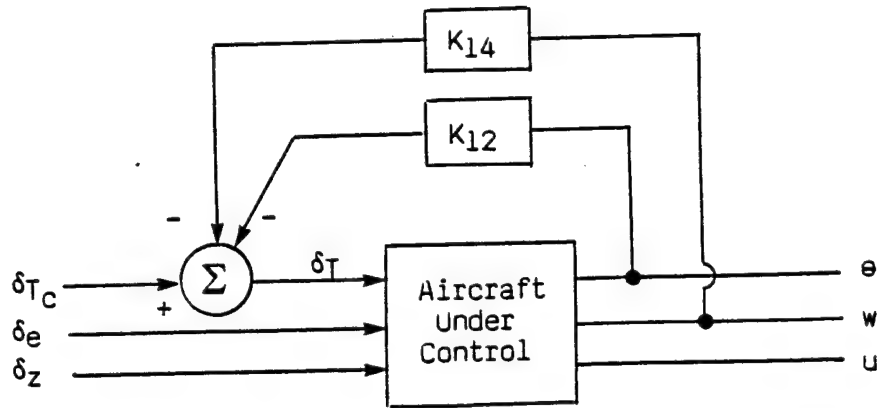 K14
K12
-
-
δTC
+
Σ
δT
δe
δz
Aircraft
Under
Control
θ
w
u